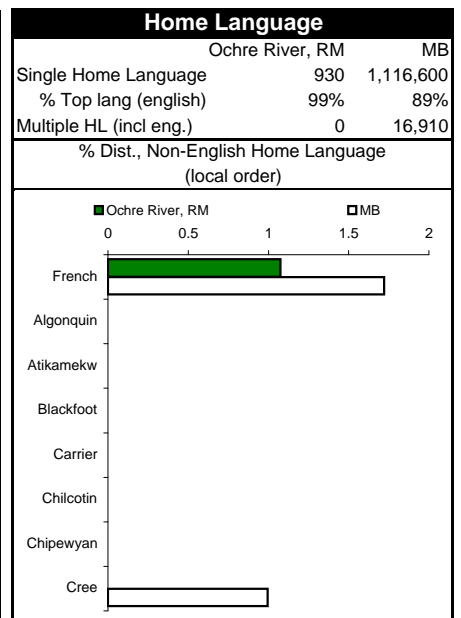 Home Language
Ochre River, RM MB
Single Home Language 930 1,116,600
% Top lang (english) 99% 89%
Multiple HL (incl eng.) 0 16,910
% Dist., Non-English Home Language
(local order)
Ochre River, RM MB
0 0.5 1 1.5 2
French
Algonquin
Atikamekw
Blackfoot
Carrier
Chilcotin
Chipewyan
Cree